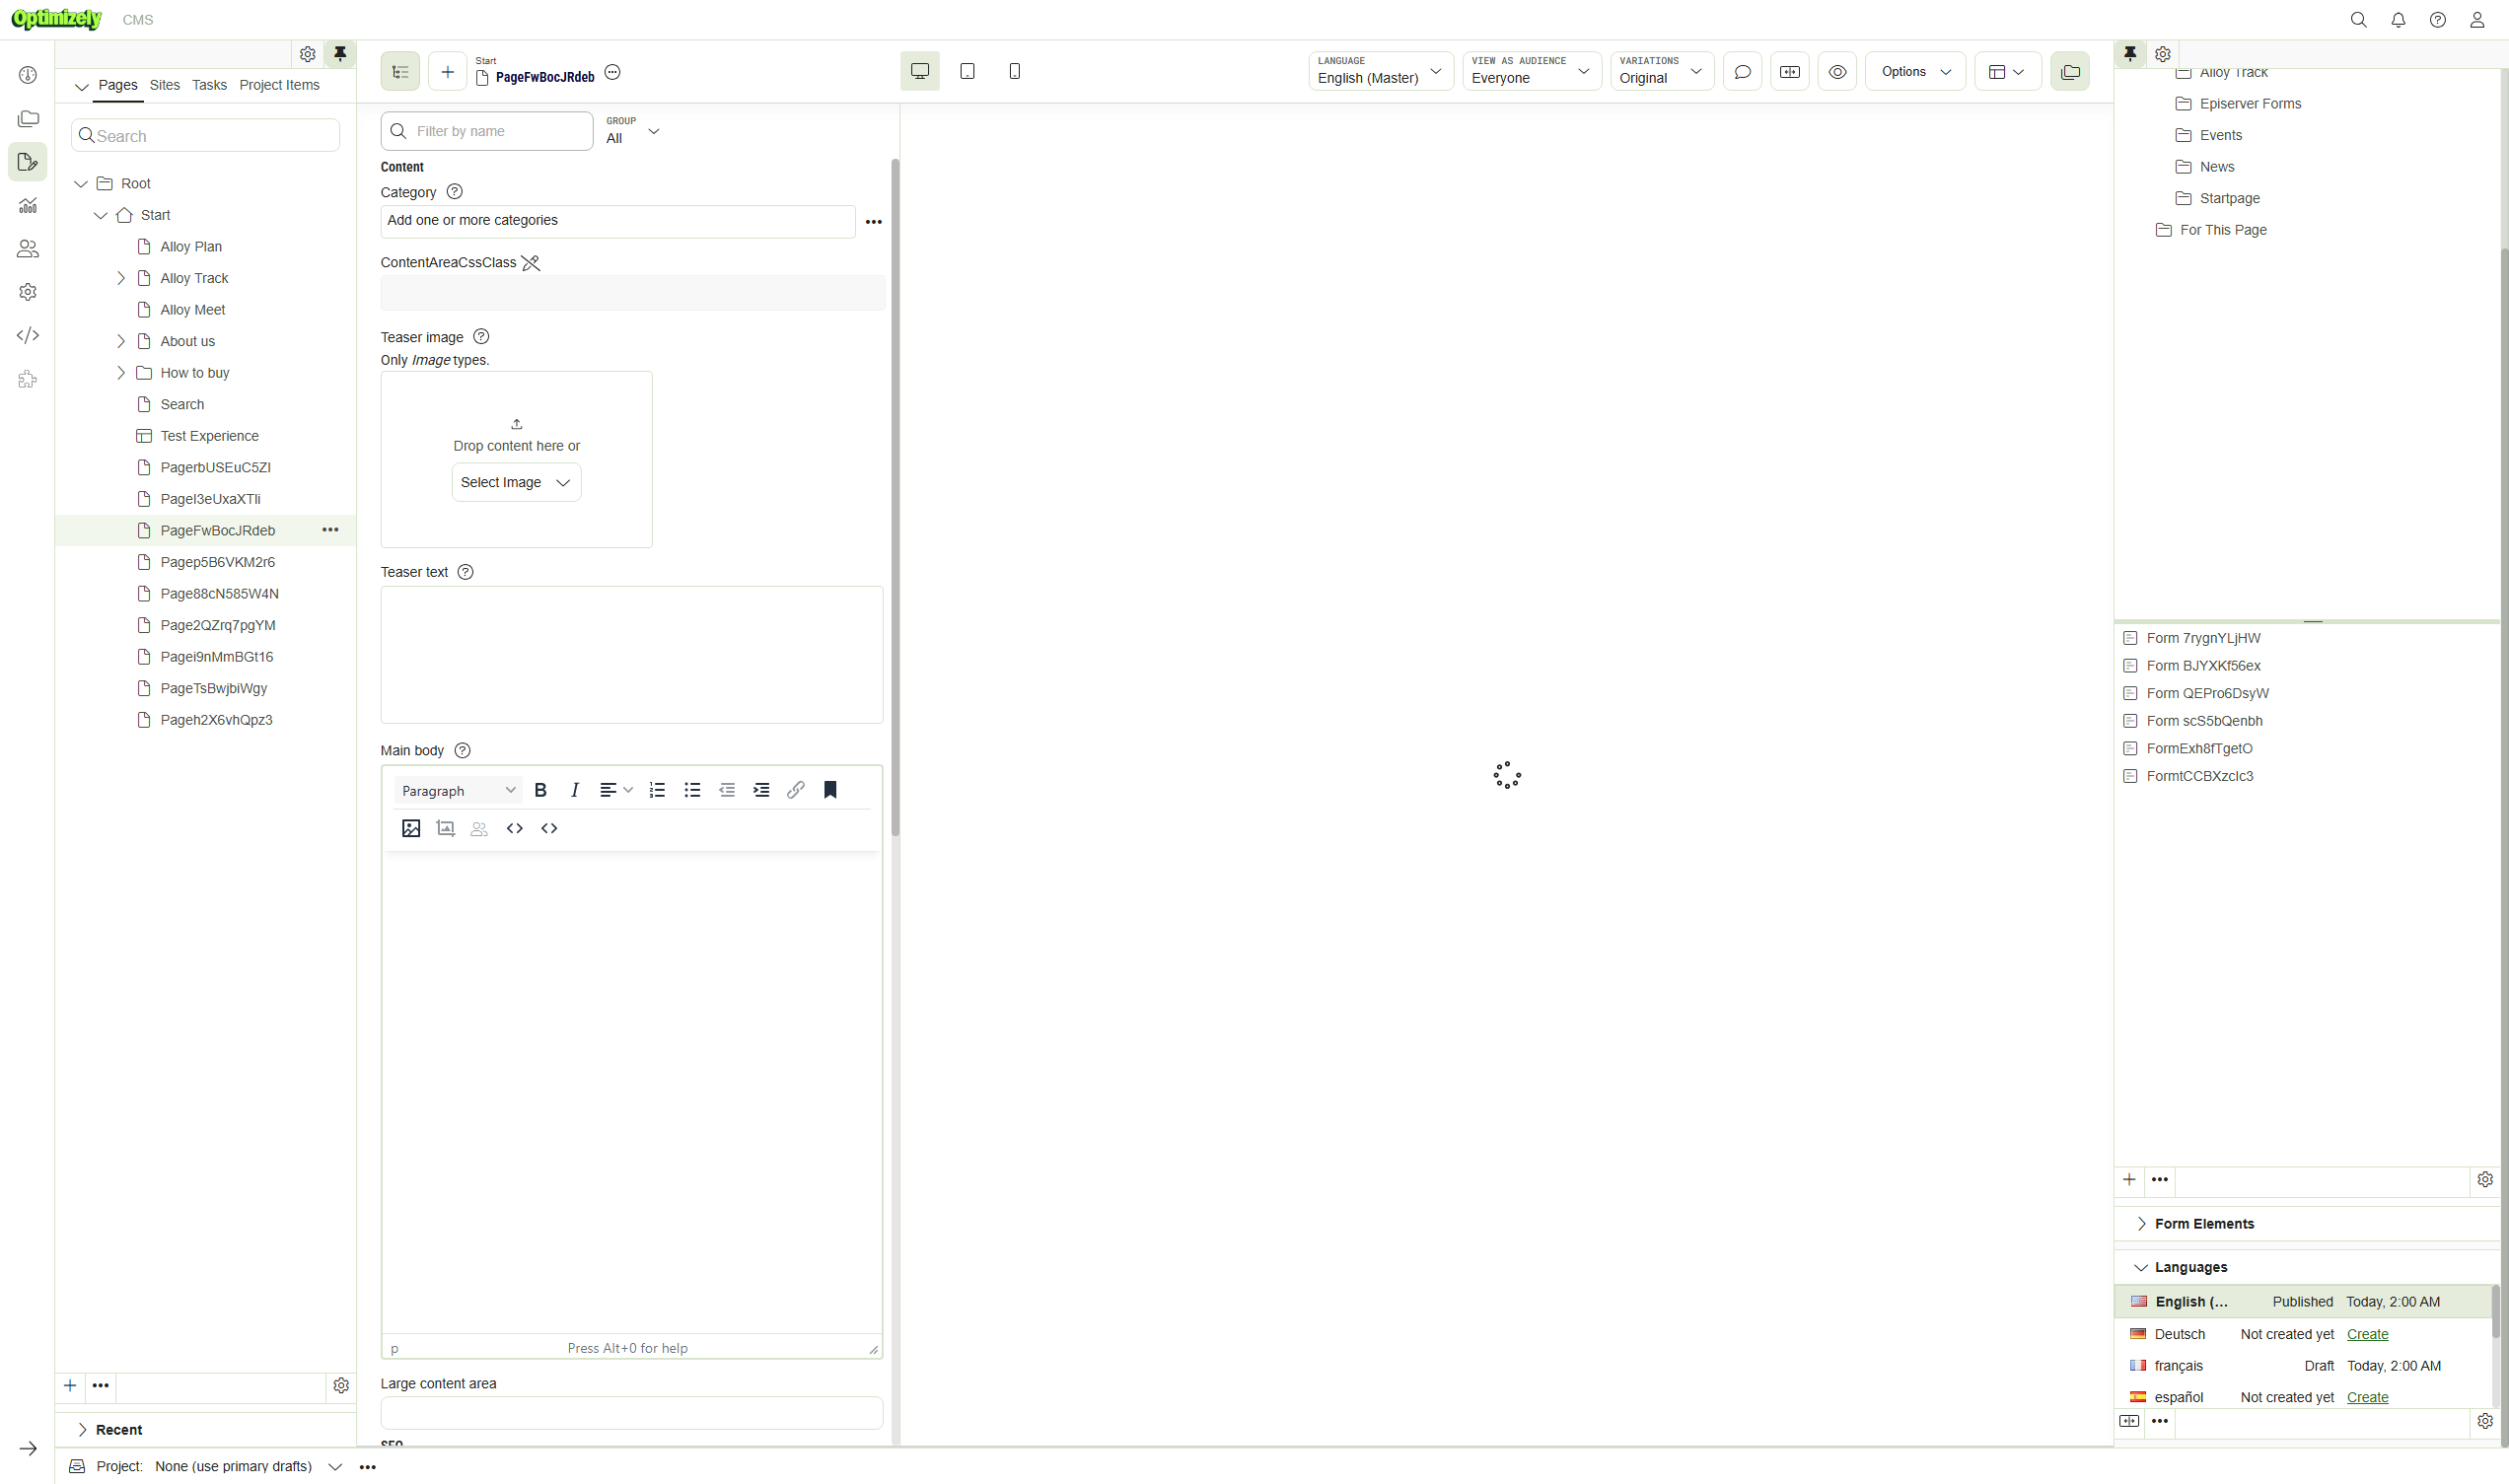 Optimizely CMS
Pages Sites Tasks Project Items
Search
Root
Start
Alloy Plan
Alloy Track
Alloy Meet
About us
How to buy
Search
Test Experience
PagerbUSEuC5ZI
PageI3eUxaXTli
PageFwBocJRdeb
Pagep5B6VKM2r6
Page88cN585W4N
Page2QZrq7pgYM
Pagei9nMmBGt16
PageTsBwjbiWgy
Pageh2X6vhQpz3
Recent
Project: None (use primary drafts)
Start
PageFwBocJRdeb
LANGUAGE
English (Master)
VIEW AS AUDIENCE
Everyone
VARIATIONS
Original
Options
Filter by name
GROUP
All
Content
Category
Add one or more categories
ContentAreaCssClass
Teaser image
Only Image types.
Drop content here or
Select Image
Teaser text
Main body
Paragraph
p Press Alt+0 for help
Large content area
SEO
Alloy Track
Episerver Forms
Events
News
Startpage
For This Page
Form 7rygnYLjHW
Form BJYXKf56ex
Form QEPro6DsyW
Form scS5bQenbh
FormExh8fTgetO
FormtCCBXzcIc3
Form Elements
Languages
English (... Published Today, 2:00 AM
Deutsch Not created yet Create
français Draft Today, 2:00 AM
español Not created yet Create